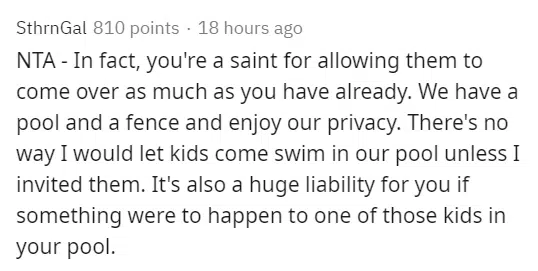 SthrnGal 810 points · 18 hours ago
NTA - In fact, you're a saint for allowing them to
come over as much as you have already. We have a
pool and a fence and enjoy our privacy. There's no
way I would let kids come swim in our pool unless I
invited them. It's also a huge liability for you if
something were to happen to one of those kids in
your pool.